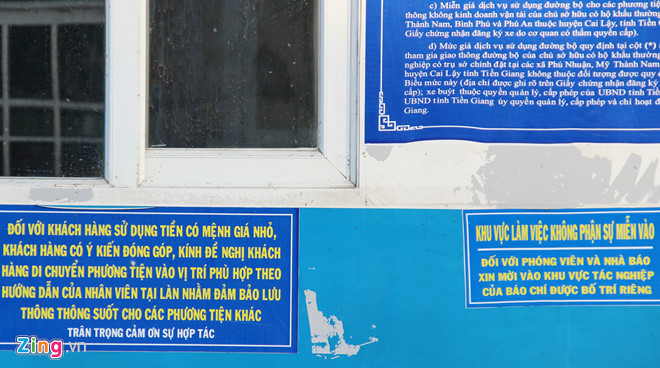 c) Miễn giá dịch vụ sử dụng đường bộ cho các phương tiện
thông không kinh doanh vận tải của chủ sở hữu có hộ khẩu thường
Thành Nam, Bình Phú và Phú An thuộc huyện Cai Lậy, tỉnh Tiền
Giấy chứng nhận đăng ký xe do cơ quan có thẩm quyền cấp).
d) Mức giá dịch vụ sử dụng đường bộ quy định tại cột (*)
tham gia giao thông đường bộ của chủ sở hữu có hộ khẩu thường
nghiệp có trụ sở chính đặt tại các xã Phú Nhuận, Mỹ Thành Nam
huyện Cai Lậy tỉnh Tiền Giang không thuộc đối tượng được quy
Biểu mức này (địa chỉ được ghi rõ trên Giấy chứng nhận đăng ký
cấp); xe buýt thuộc quyền quản lý, cấp phép của UBND tỉnh Tiền
UBND tỉnh Tiền Giang ủy quyền quản lý, cấp phép và chỉ hoạt
Giang.
ĐỐI VỚI KHÁCH HÀNG SỬ DỤNG TIỀN CÓ MỆNH GIÁ NHỎ,
KHÁCH HÀNG CÓ Ý KIẾN ĐÓNG GÓP, KÍNH ĐỀ NGHỊ KHÁCH
HÀNG DI CHUYỂN PHƯƠNG TIỆN VÀO VỊ TRÍ PHÙ HỢP THEO
HƯỚNG DẪN CỦA NHÂN VIÊN TẠI LÀN NHẰM ĐẢM BẢO LƯU
THÔNG THÔNG SUỐT CHO CÁC PHƯƠNG TIỆN KHÁC
TRÂN TRỌNG CẢM ƠN SỰ HỢP TÁC
KHU VỰC LÀM VIỆC KHÔNG PHẬN SỰ MIỄN VÀO
ĐỐI VỚI PHÓNG VIÊN VÀ NHÀ BÁO
XIN MỜI VÀO KHU VỰC TÁC NGHIỆP
CỦA BÁO CHÍ ĐƯỢC BỐ TRÍ RIÊNG
Zing.vn